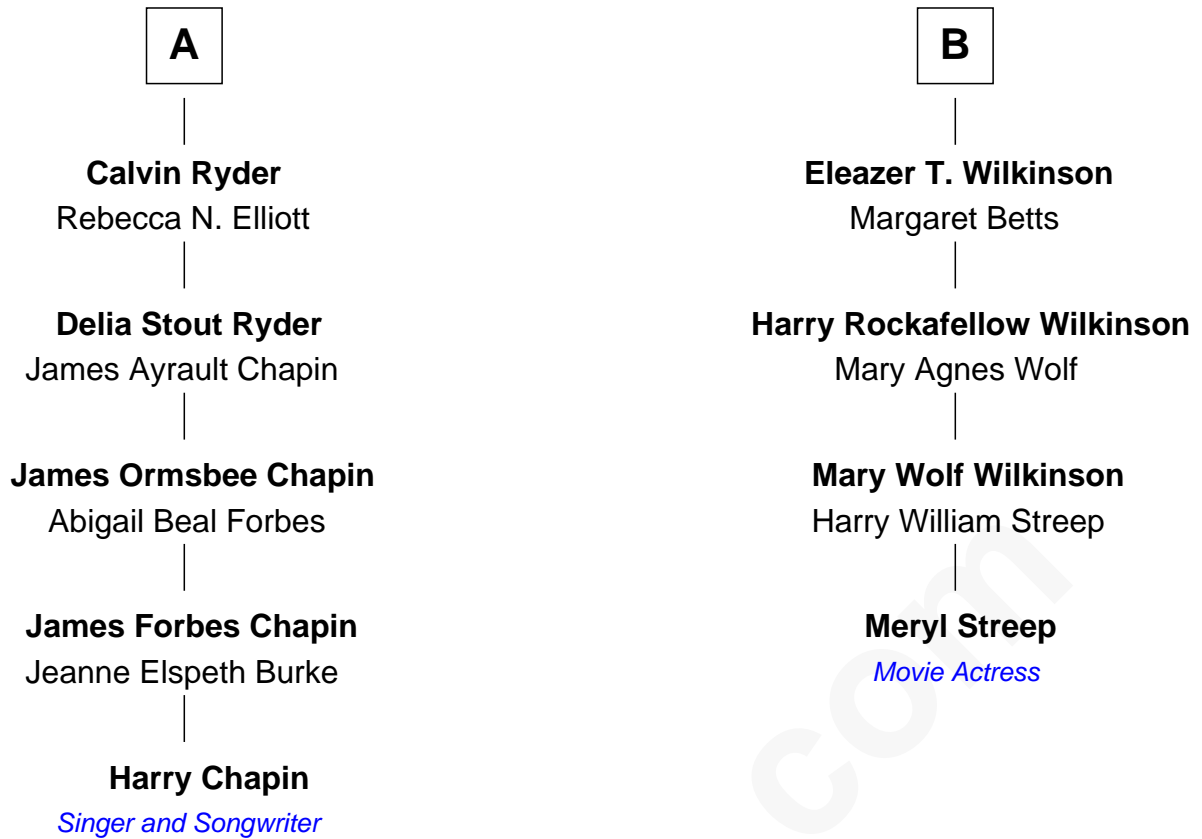 A
Calvin Ryder
Rebecca N. Elliott
Delia Stout Ryder
James Ayrault Chapin
James Ormsbee Chapin
Abigail Beal Forbes
James Forbes Chapin
Jeanne Elspeth Burke
Harry Chapin
Singer and Songwriter
B
Eleazer T. Wilkinson
Margaret Betts
Harry Rockafellow Wilkinson
Mary Agnes Wolf
Mary Wolf Wilkinson
Harry William Streep
Meryl Streep
Movie Actress
com